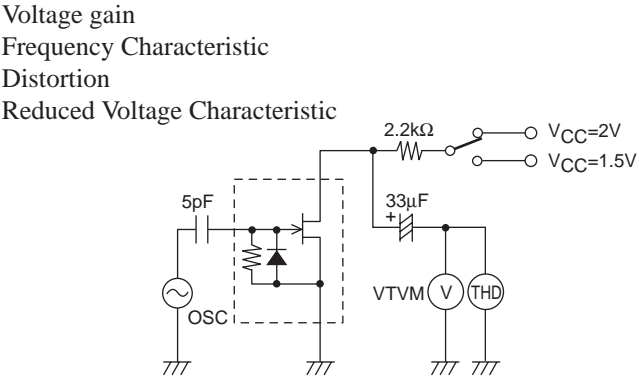 Voltage gain
Frequency Characteristic
Distortion
Reduced Voltage Characteristic
2.2kΩ
VCC=2V
VCC=1.5V
5pF
33μF
+
VTVM
V
THD
OSC